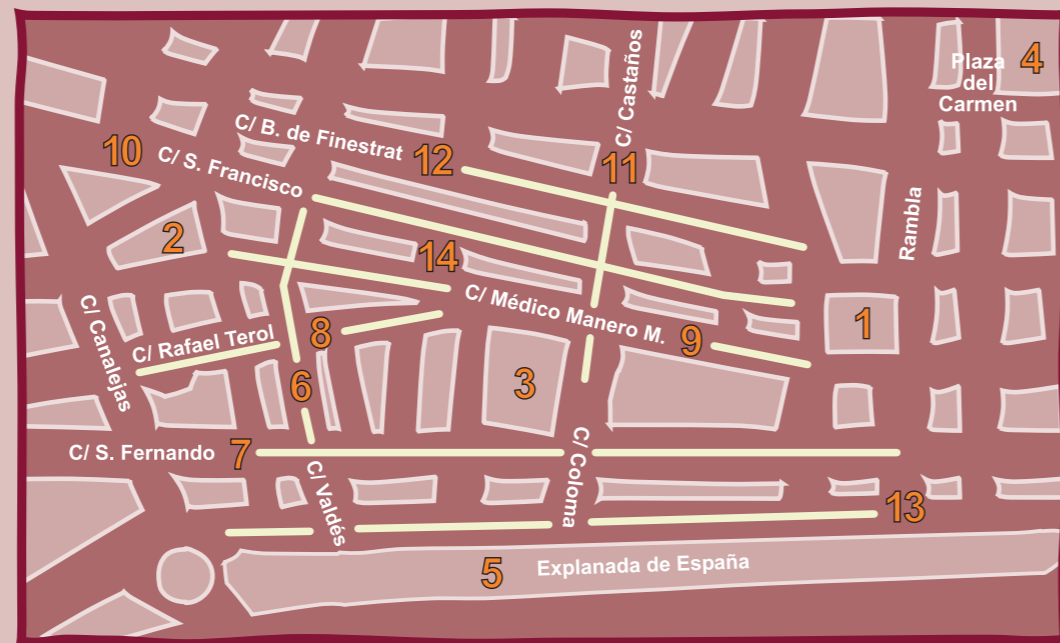 C/ Castaños
Plaza
del
Carmen
4
C/ B. de Finestrat
12
11
10
C/ S. Francisco
2
14
Rambla
C/ Médico Manero M.
1
C/ Canalejas
C/ Rafael Terol
8
9
6
3
C/ S. Fernando
7
C/ Valdés
C/ Coloma
13
5
Explanada de España